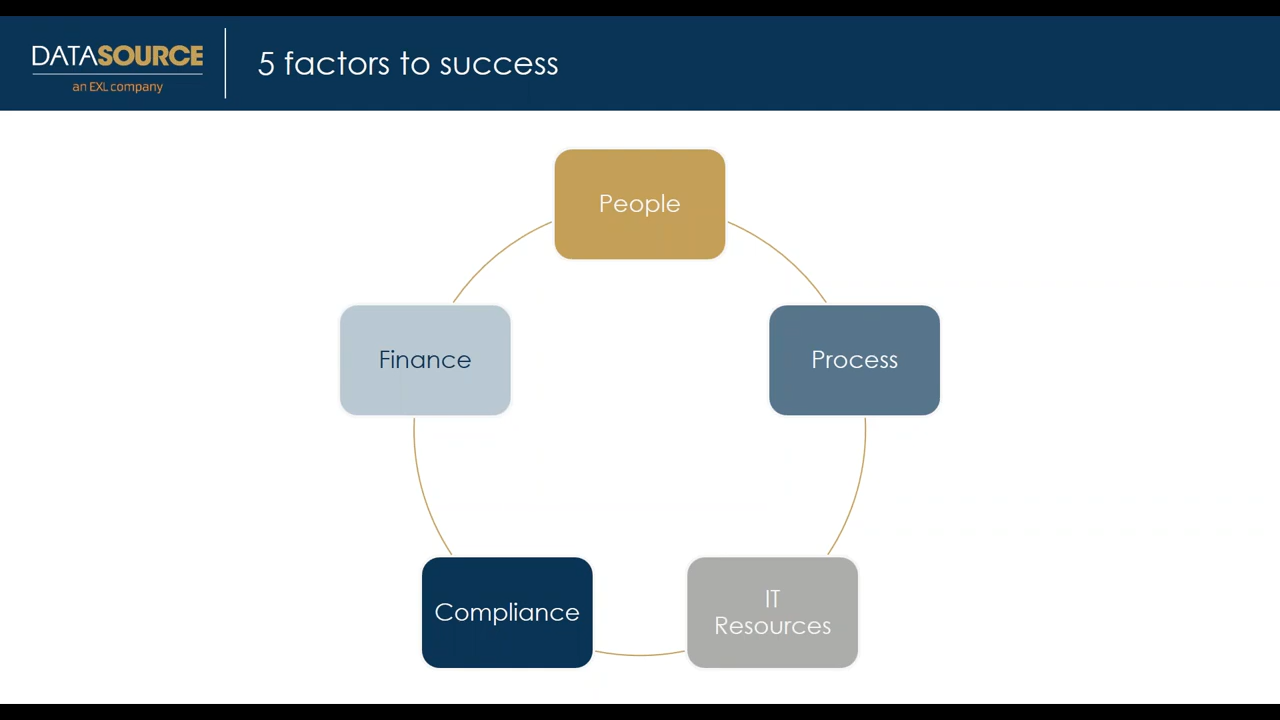 DATASOURCE
an EXL company
5 factors to success
People
Finance
Process
Compliance
IT
Resources